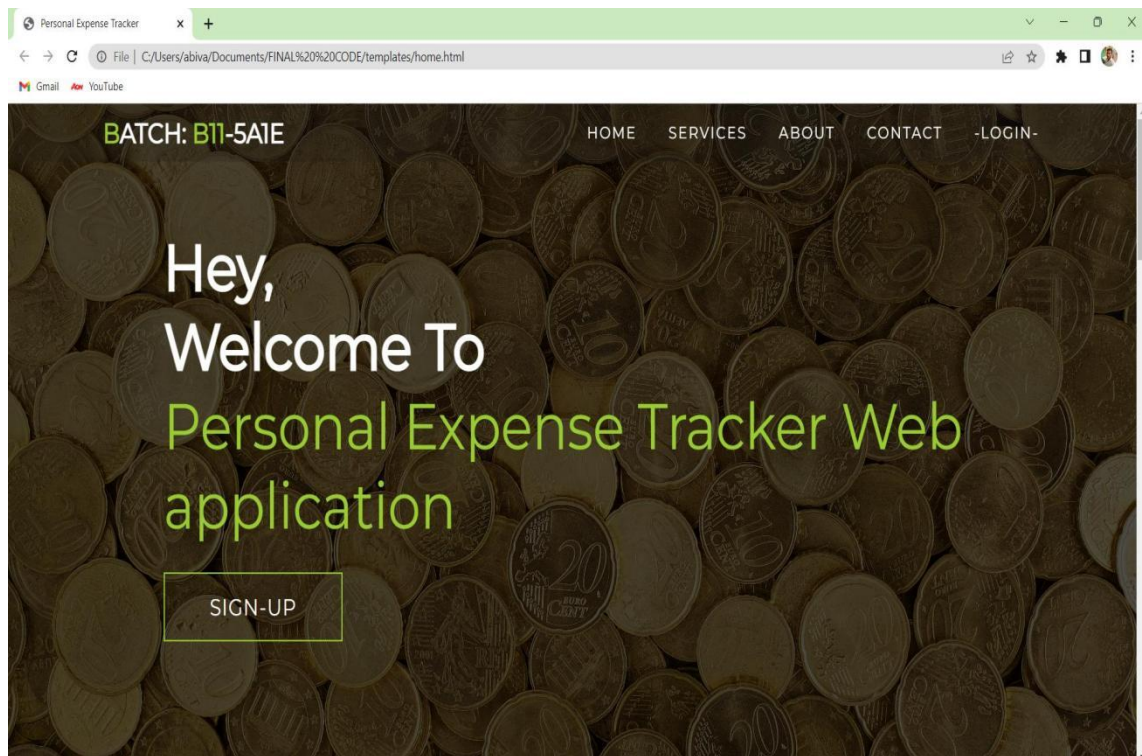 Personal Expense Tracker
File | C:/Users/abiva/Documents/FINAL%20%20CODE/templates/home.html
Gmail YouTube
BATCH: B11-5A1E HOME SERVICES ABOUT CONTACT -LOGIN-
Hey,
Welcome To
Personal Expense Tracker Web
application
SIGN-UP